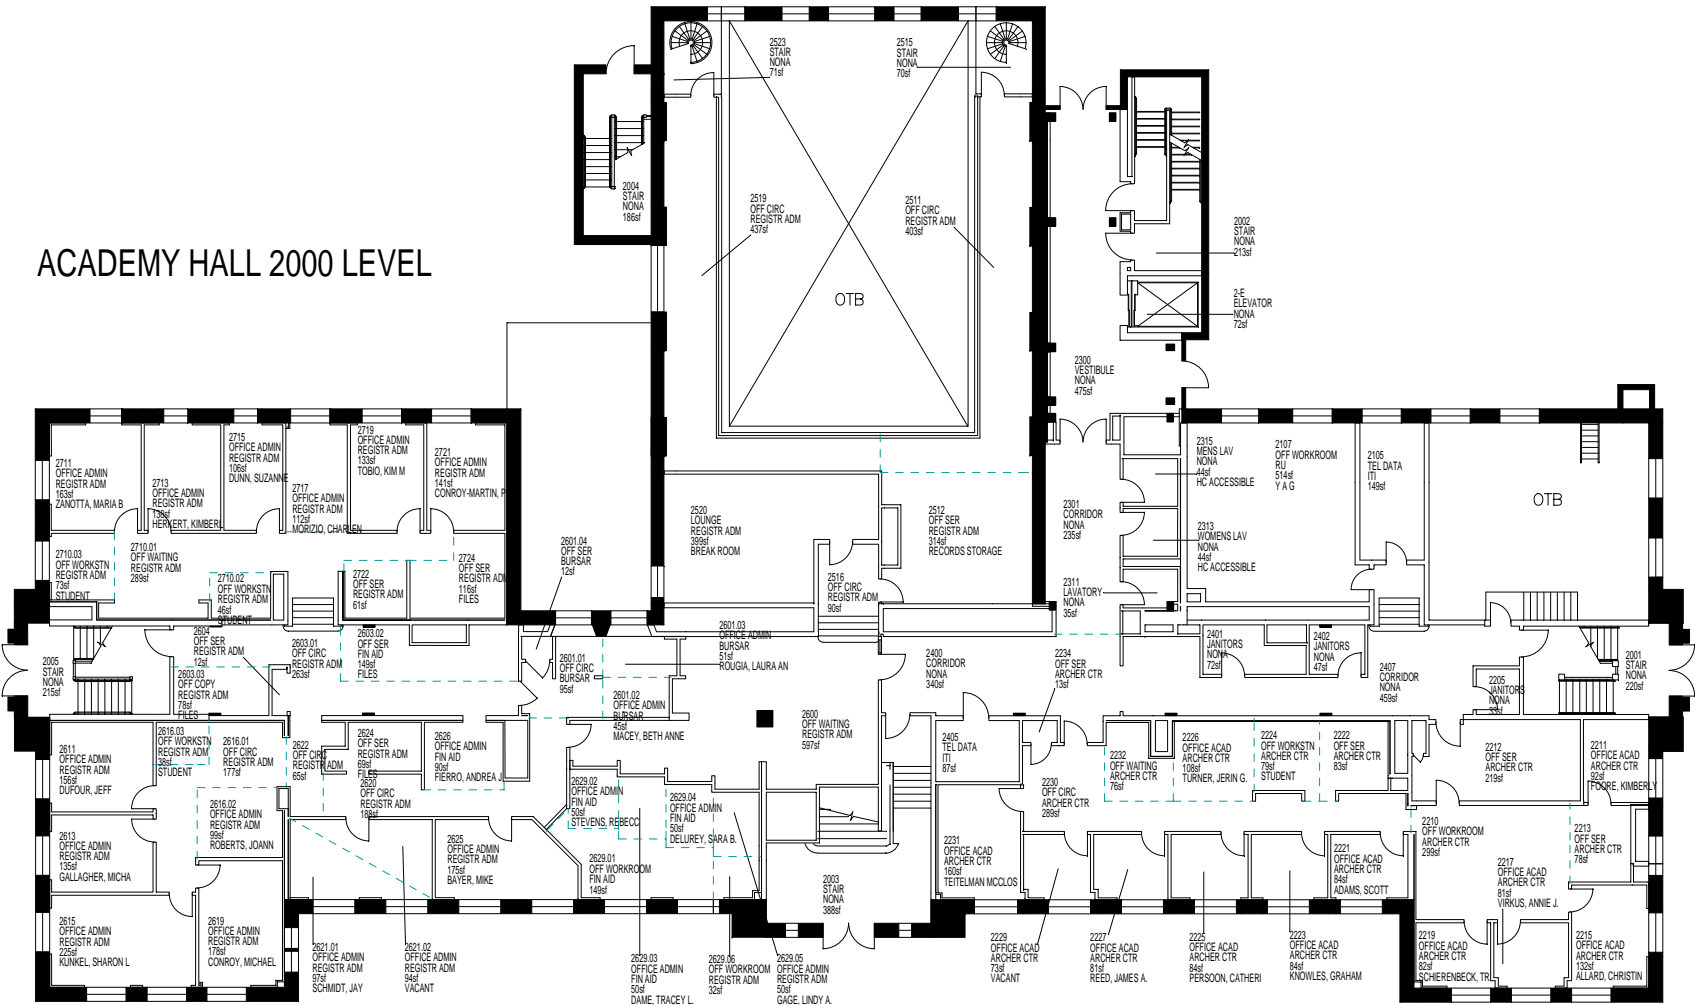 ACADEMY HALL 2000 LEVEL
2523
STAIR
NONA
71sf
2515
STAIR
NONA
70sf
2004
STAIR
NONA
186sf
2519
OFF CIRC
REGISTR ADM
437sf
2511
OFF CIRC
REGISTR ADM
403sf
OTB
2002
STAIR
NONA
213sf
2-E
ELEVATOR
NONA
72sf
2300
VESTIBULE
NONA
475sf
2711
OFFICE ADMIN
REGISTR ADM
163sf
ZANOTTA, MARIA B
2713
OFFICE ADMIN
REGISTR ADM
138sf
HERKERT, KIMBERL
2715
OFFICE ADMIN
REGISTR ADM
106sf
DUNN, SUZANNE
2717
OFFICE ADMIN
REGISTR ADM
112sf
MORIZIO, CHARLEN
2719
OFFICE ADMIN
REGISTR ADM
133sf
TOBIO, KIM M
2721
OFFICE ADMIN
REGISTR ADM
141sf
CONROY-MARTIN, P
2710.03
OFF WORKSTN
REGISTR ADM
73sf
STUDENT
2710.01
OFF WAITING
REGISTR ADM
289sf
2710.02
OFF WORKSTN
REGISTR ADM
46sf
STUDENT
2722
OFF SER
REGISTR ADM
61sf
2724
OFF SER
REGISTR ADM
116sf
FILES
2601.04
OFF SER
BURSAR
12sf
2520
LOUNGE
REGISTR ADM
399sf
BREAK ROOM
2516
OFF CIRC
REGISTR ADM
90sf
2512
OFF SER
REGISTR ADM
314sf
RECORDS STORAGE
2301
CORRIDOR
NONA
235sf
2315
MENS LAV
NONA
44sf
HC ACCESSIBLE
2313
WOMENS LAV
NONA
44sf
HC ACCESSIBLE
2311
LAVATORY
NONA
35sf
2107
OFF WORKROOM
RU
514sf
Y A G
2105
TEL DATA
ITI
149sf
OTB
2005
STAIR
NONA
215sf
2604
OFF SER
REGISTR ADM
12sf
2603.03
OFF COPY
REGISTR ADM
78sf
FILES
2603.01
OFF CIRC
REGISTR ADM
263sf
2603.02
OFF SER
FIN AID
149sf
FILES
2601.01
OFF CIRC
BURSAR
95sf
2601.03
OFFICE ADMIN
BURSAR
51sf
ROUGIA, LAURA AN
2601.02
OFFICE ADMIN
BURSAR
45sf
MACEY, BETH ANNE
2600
OFF WAITING
REGISTR ADM
597sf
2400
CORRIDOR
NONA
340sf
2234
OFF SER
ARCHER CTR
13sf
2401
JANITORS
NONA
72sf
2402
JANITORS
NONA
47sf
2407
CORRIDOR
NONA
459sf
2205
JANITORS
NONA
33sf
2001
STAIR
NONA
220sf
2611
OFFICE ADMIN
REGISTR ADM
156sf
DUFOUR, JEFF
2616.03
OFF WORKSTN
REGISTR ADM
38sf
STUDENT
2616.01
OFF CIRC
REGISTR ADM
177sf
2622
OFF CIRC
REGISTR ADM
65sf
2624
OFF SER
REGISTR ADM
69sf
FILES
2620
OFF CIRC
REGISTR ADM
188sf
2626
OFFICE ADMIN
FIN AID
90sf
FIERRO, ANDREA J.
2613
OFFICE ADMIN
REGISTR ADM
135sf
GALLAGHER, MICHA
2616.02
OFFICE ADMIN
REGISTR ADM
99sf
ROBERTS, JOANN
2615
OFFICE ADMIN
REGISTR ADM
225sf
KUNKEL, SHARON L
2619
OFFICE ADMIN
REGISTR ADM
178sf
CONROY, MICHAEL
2621.01
OFFICE ADMIN
REGISTR ADM
97sf
SCHMIDT, JAY
2621.02
OFFICE ADMIN
REGISTR ADM
94sf
VACANT
2625
OFFICE ADMIN
REGISTR ADM
175sf
BAYER, MIKE
2629.02
OFFICE ADMIN
FIN AID
50sf
STEVENS, REBECC
2629.04
OFFICE ADMIN
FIN AID
50sf
DELUREY, SARA B.
2629.01
OFF WORKROOM
FIN AID
149sf
2629.03
OFFICE ADMIN
FIN AID
50sf
DAME, TRACEY L.
2629.06
OFF WORKROOM
REGISTR ADM
32sf
2629.05
OFFICE ADMIN
REGISTR ADM
50sf
GAGE, LINDY A.
2003
STAIR
NONA
388sf
2405
TEL DATA
ITI
87sf
2231
OFFICE ACAD
ARCHER CTR
160sf
TEITELMAN MCCLOS
2230
OFF CIRC
ARCHER CTR
289sf
2232
OFF WAITING
ARCHER CTR
76sf
2226
OFFICE ACAD
ARCHER CTR
108sf
TURNER, JERIN G.
2224
OFF WORKSTN
ARCHER CTR
79sf
STUDENT
2222
OFF SER
ARCHER CTR
83sf
2212
OFF SER
ARCHER CTR
219sf
2211
OFFICE ACAD
ARCHER CTR
92sf
FOORE, KIMBERLY
2221
OFFICE ACAD
ARCHER CTR
84sf
ADAMS, SCOTT
2210
OFF WORKROOM
ARCHER CTR
299sf
2213
OFF SER
ARCHER CTR
78sf
2217
OFFICE ACAD
ARCHER CTR
81sf
VIRKUS, ANNIE J.
2229
OFFICE ACAD
ARCHER CTR
73sf
VACANT
2227
OFFICE ACAD
ARCHER CTR
81sf
REED, JAMES A.
2225
OFFICE ACAD
ARCHER CTR
84sf
PERSOON, CATHERI
2223
OFFICE ACAD
ARCHER CTR
84sf
KNOWLES, GRAHAM
2219
OFFICE ACAD
ARCHER CTR
82sf
SCHIERENBECK, TRI
2215
OFFICE ACAD
ARCHER CTR
132sf
ALLARD, CHRISTIN